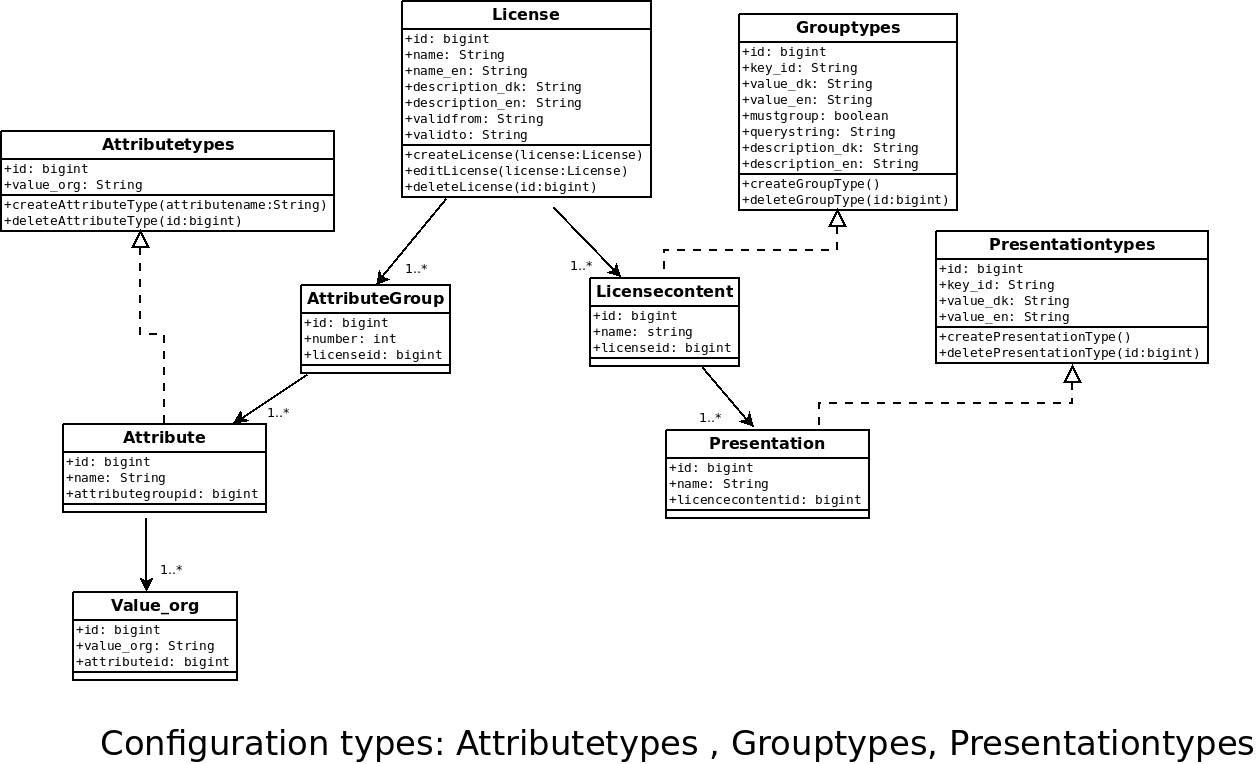 License
+id: bigint
+name: String
+name_en: String
+description_dk: String
+description_en: String
+validfrom: String
+validto: String
+createLicense(license:License)
+editLicense(license:License)
+deleteLicense(id:bigint)
Grouptypes
+id: bigint
+key_id: String
+value_dk: String
+value_en: String
+mustgroup: boolean
+querystring: String
+description_dk: String
+description_en: String
+createGroupType()
+deleteGroupType(id:bigint)
Attributetypes
+id: bigint
+value_org: String
+createAttributeType(attributename:String)
+deleteAttributeType(id:bigint)
Presentationtypes
+id: bigint
+key_id: String
+value_dk: String
+value_en: String
+createPresentationType()
+deletePresentationType(id:bigint)
1..*
1..*
AttributeGroup
+id: bigint
+number: int
+licenseid: bigint
Licensecontent
+id: bigint
+name: string
+licenseid: bigint
1..*
1..*
Attribute
+id: bigint
+name: String
+attributegroupid: bigint
Presentation
+id: bigint
+name: String
+licencecontentid: bigint
1..*
Value_org
+id: bigint
+value_org: String
+attributeid: bigint
Configuration types: Attributetypes , Grouptypes, Presentationtypes